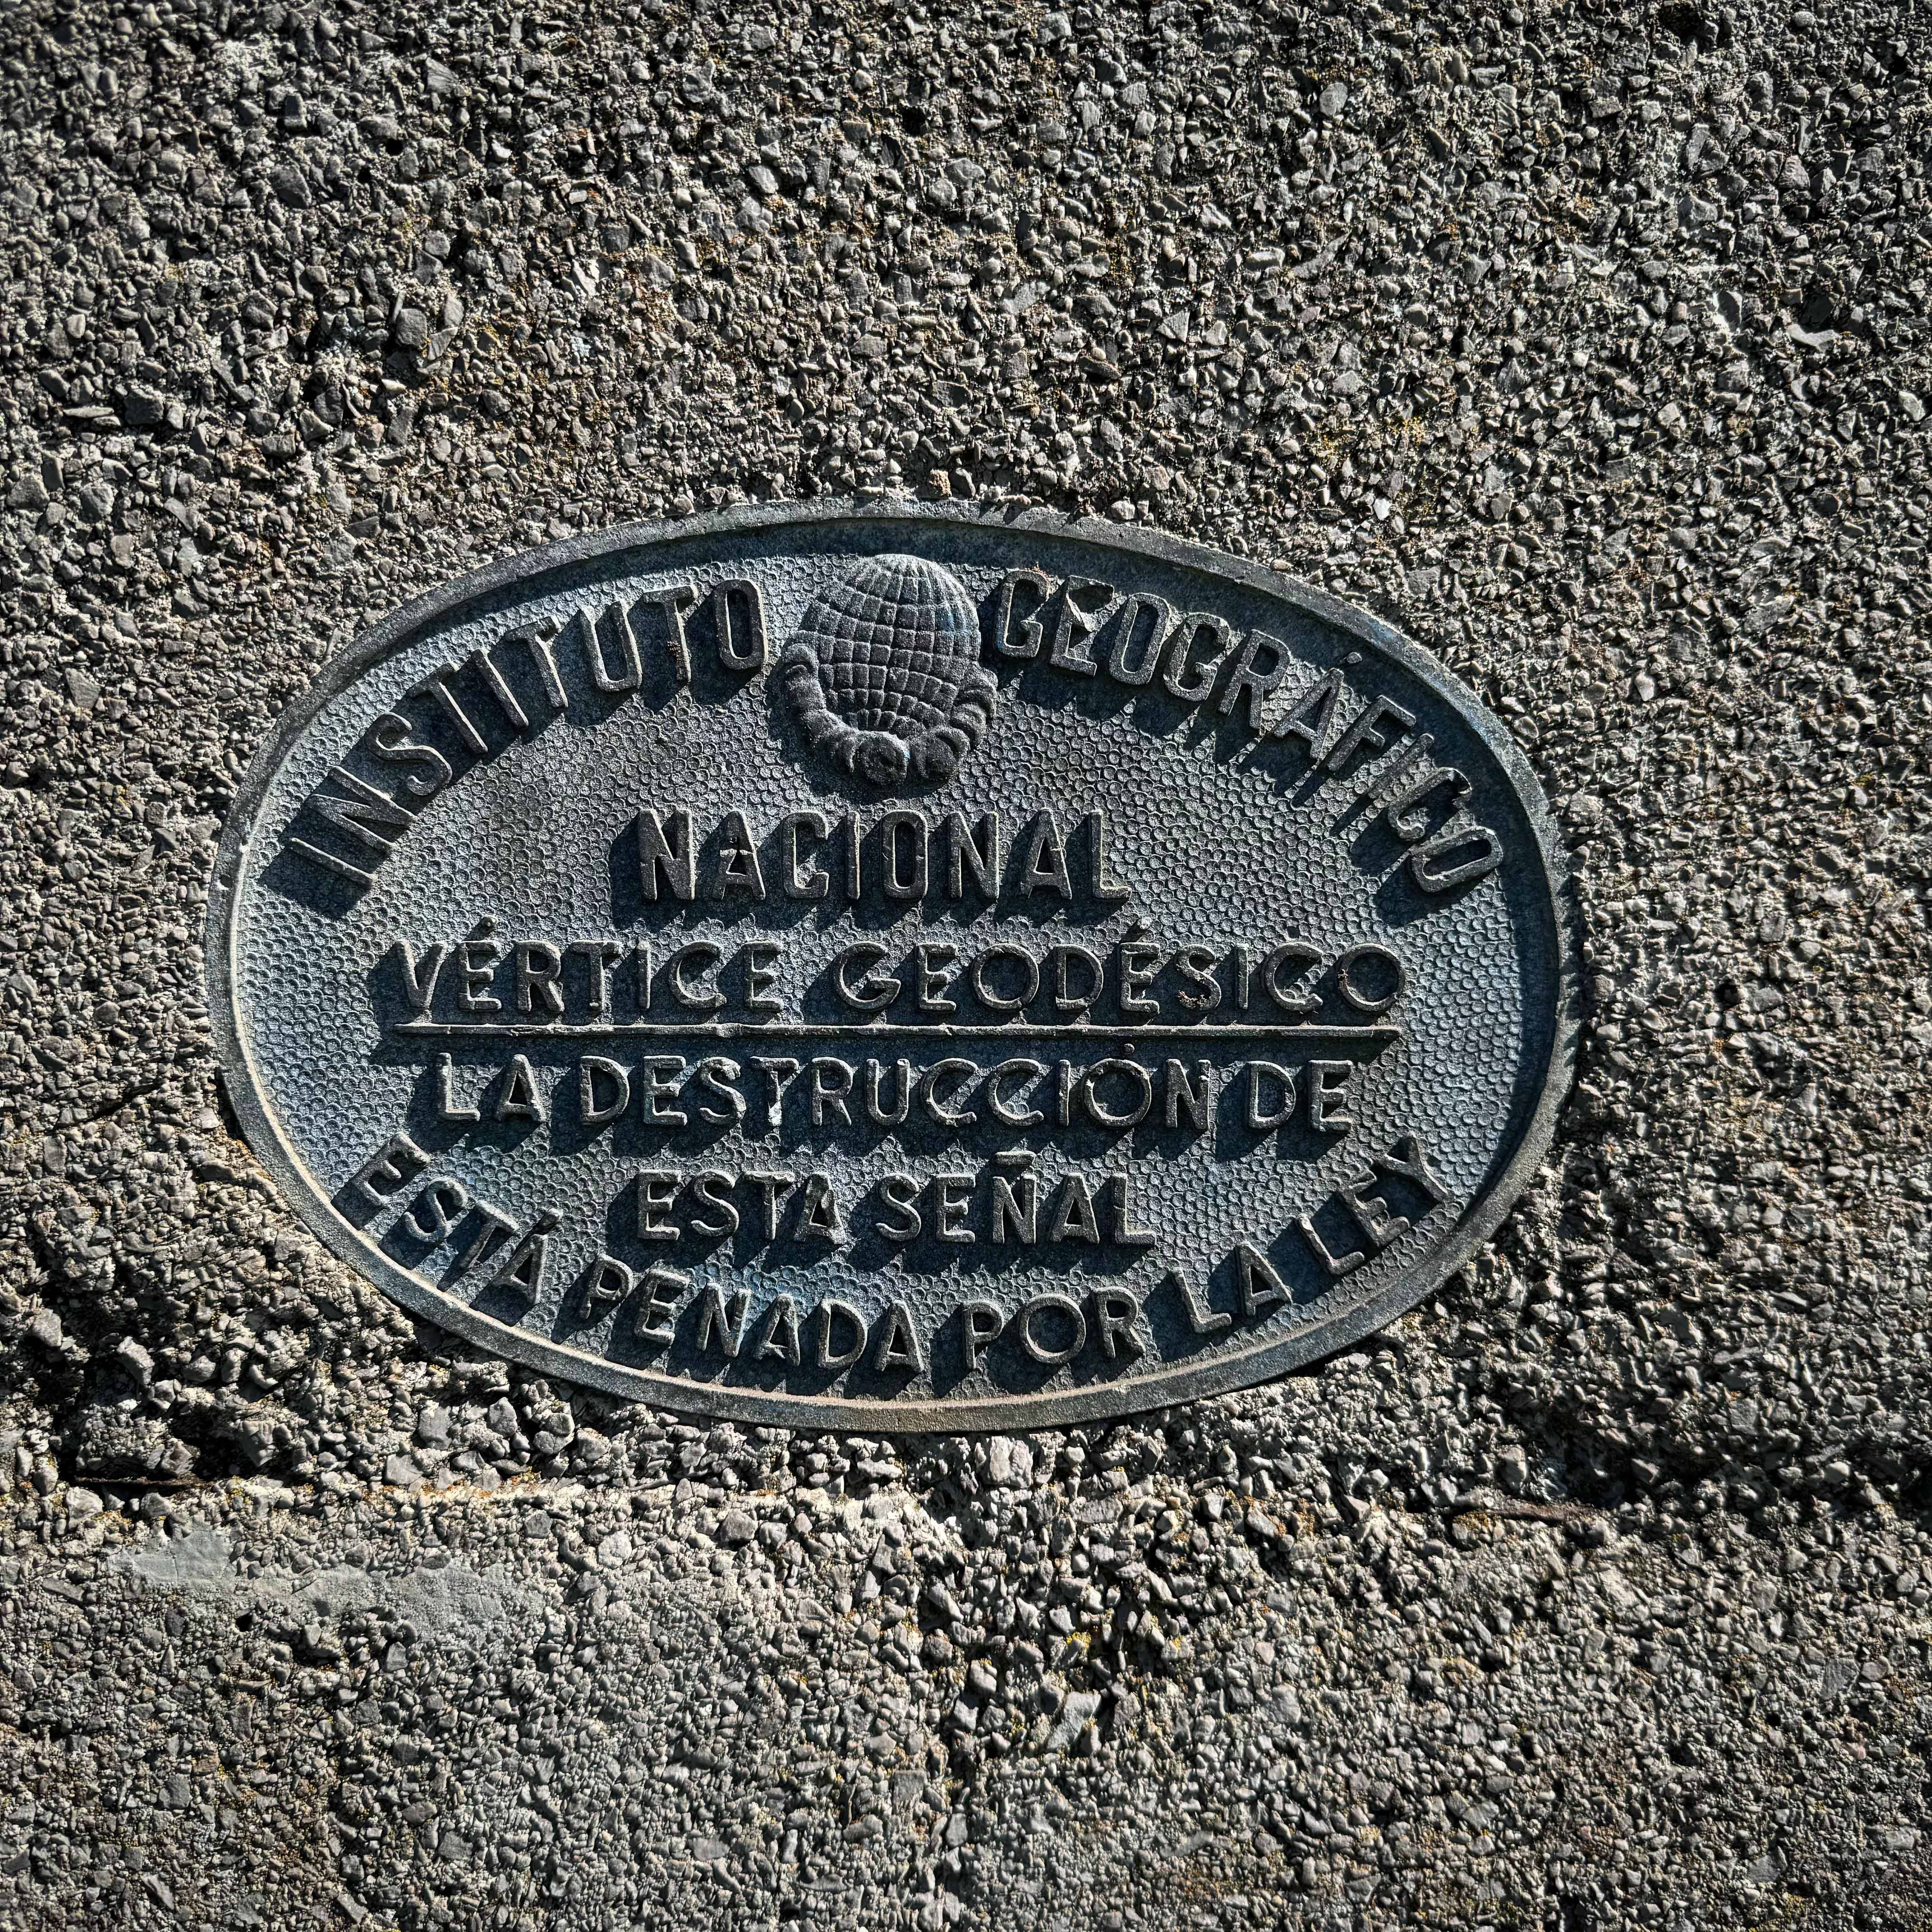 INSTITUTO GEOGRÁFICO
NACIONAL
VÉRTICE GEODÉSICO
LA DESTRUCCIÓN DE
ESTA SEÑAL
ESTÁ PENADA POR LA LEY